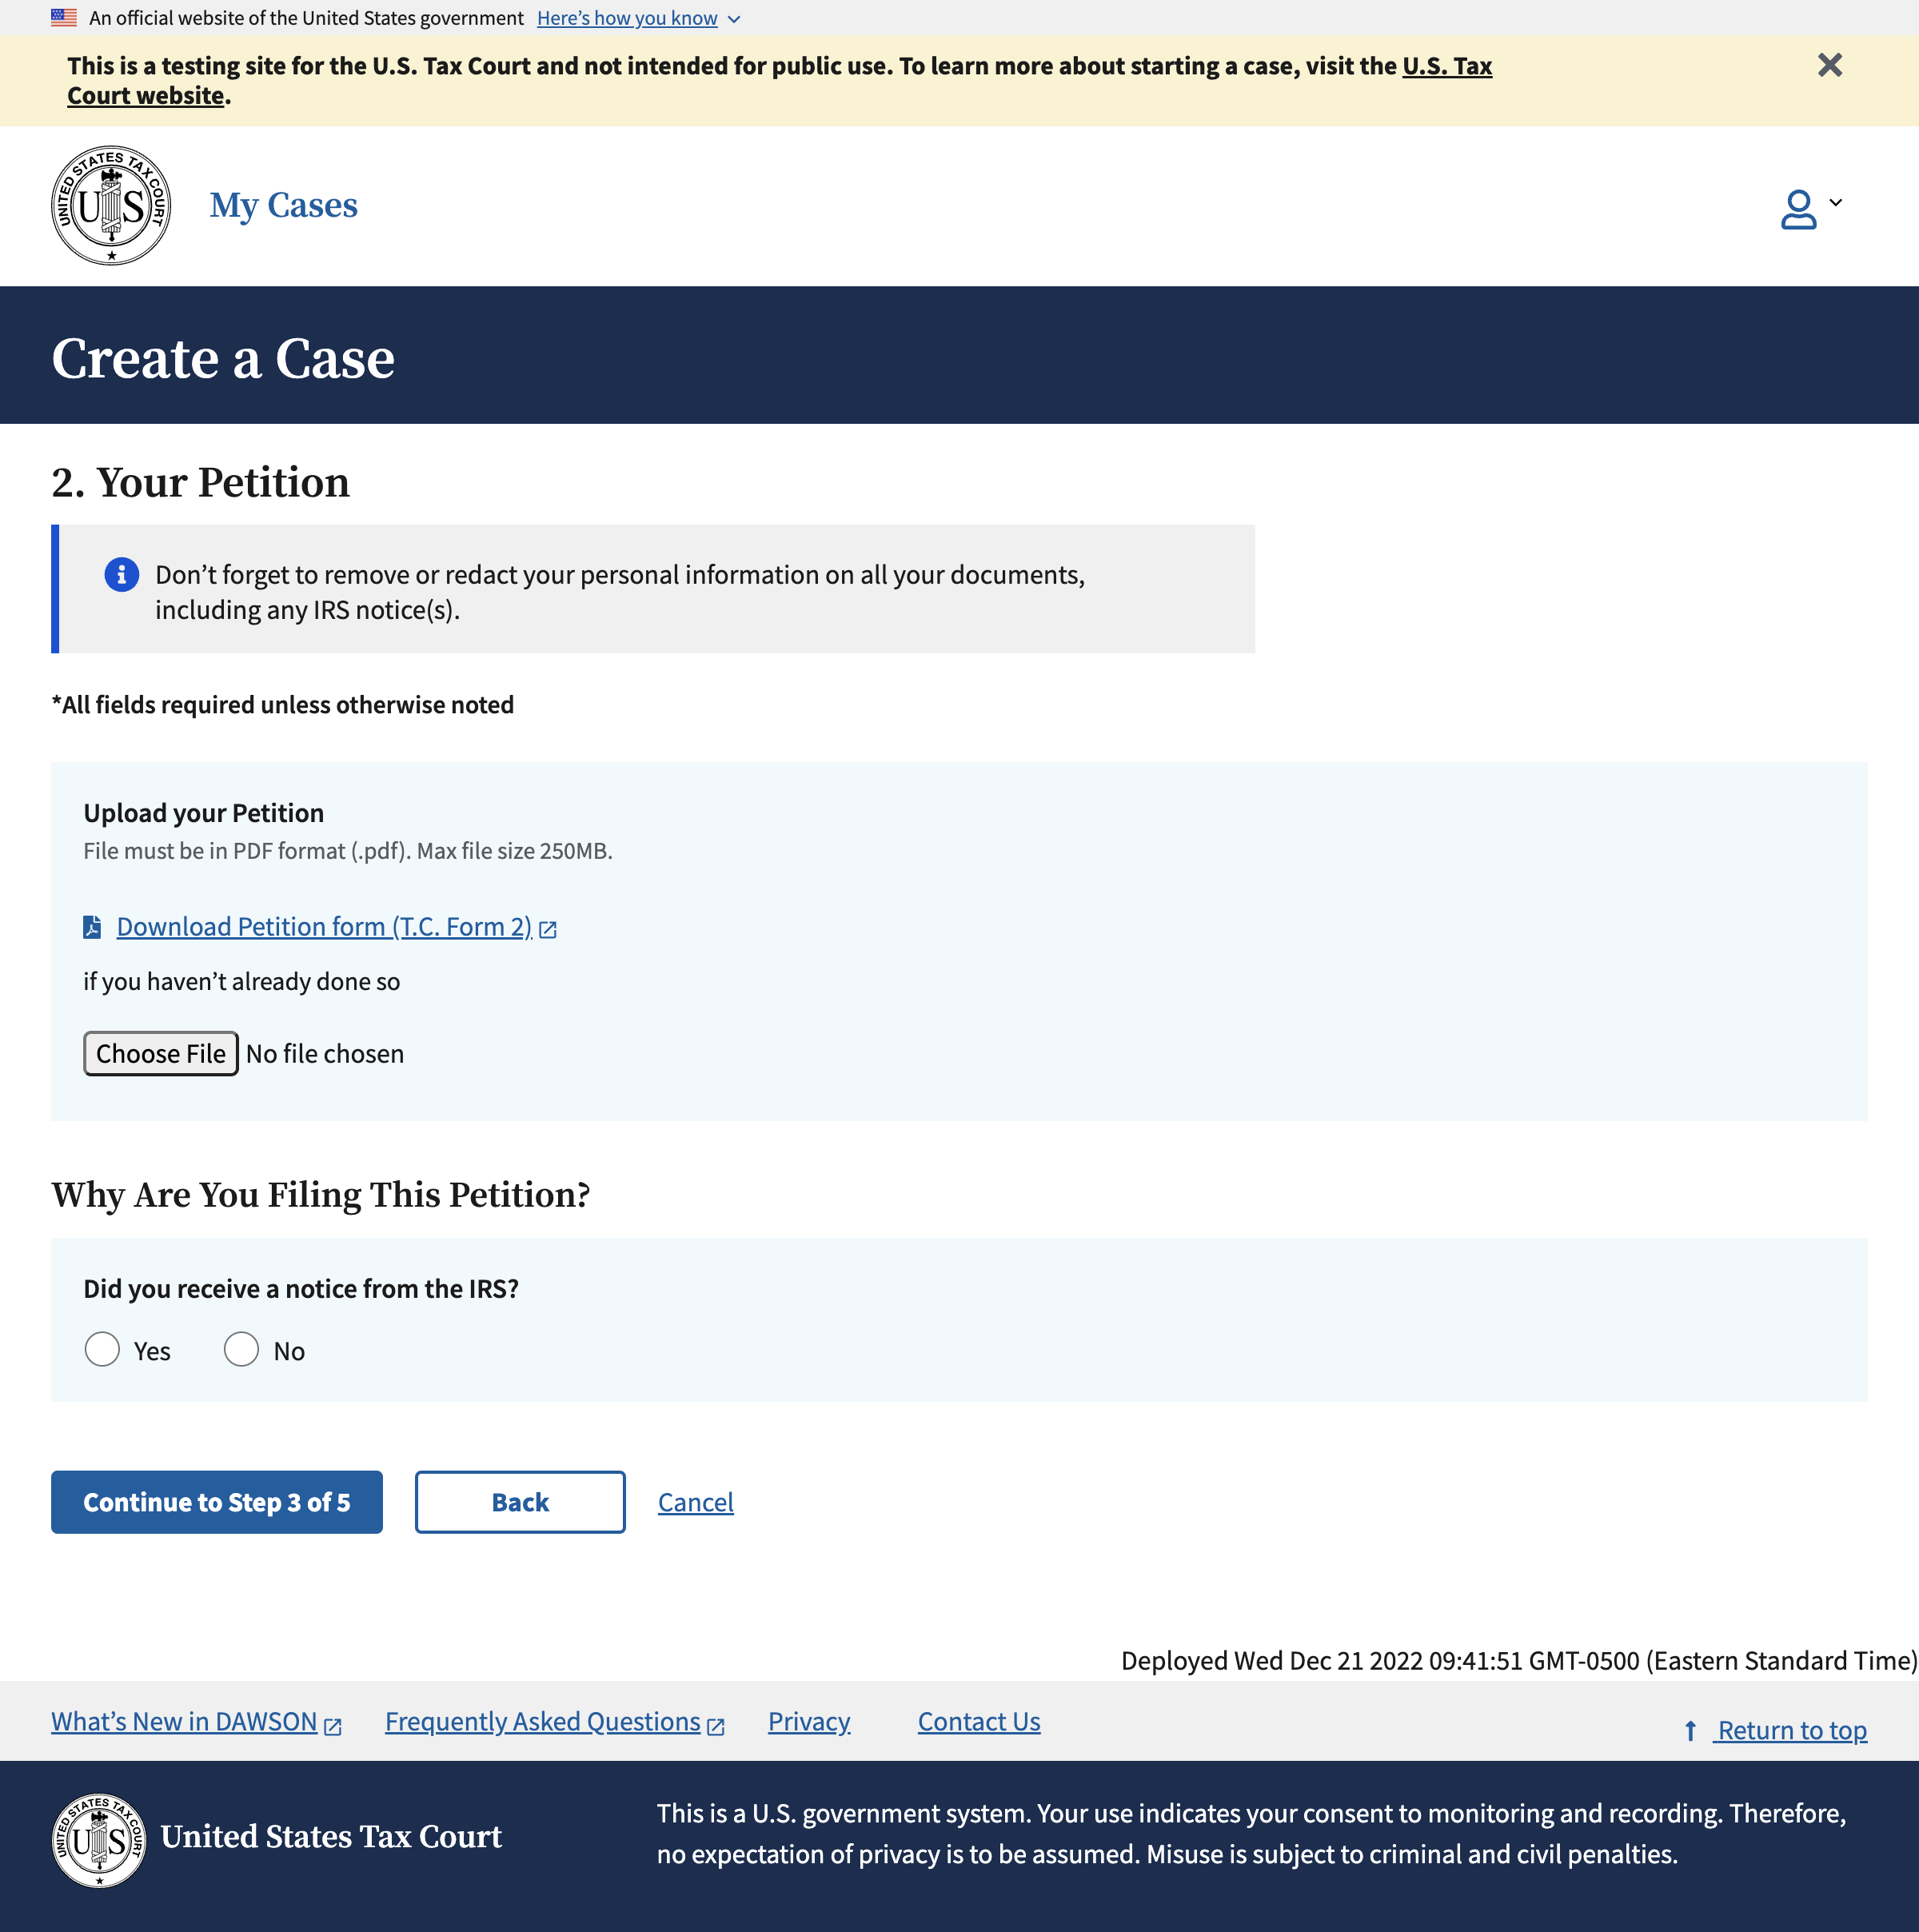 An official website of the United States government Here’s how you know
This is a testing site for the U.S. Tax Court and not intended for public use. To learn more about starting a case, visit the U.S. Tax
Court website.
UNITED STATES TAX COURT
US
My Cases
Create a Case
2. Your Petition
Don’t forget to remove or redact your personal information on all your documents,
including any IRS notice(s).
*All fields required unless otherwise noted
Upload your Petition
File must be in PDF format (.pdf). Max file size 250MB.
Download Petition form (T.C. Form 2)
if you haven’t already done so
Choose File No file chosen
Why Are You Filing This Petition?
Did you receive a notice from the IRS?
Yes No
Continue to Step 3 of 5 Back Cancel
Deployed Wed Dec 21 2022 09:41:51 GMT-0500 (Eastern Standard Time)
What’s New in DAWSON Frequently Asked Questions Privacy Contact Us Return to top
UNITED STATES TAX COURT
US
United States Tax Court
This is a U.S. government system. Your use indicates your consent to monitoring and recording. Therefore,
no expectation of privacy is to be assumed. Misuse is subject to criminal and civil penalties.